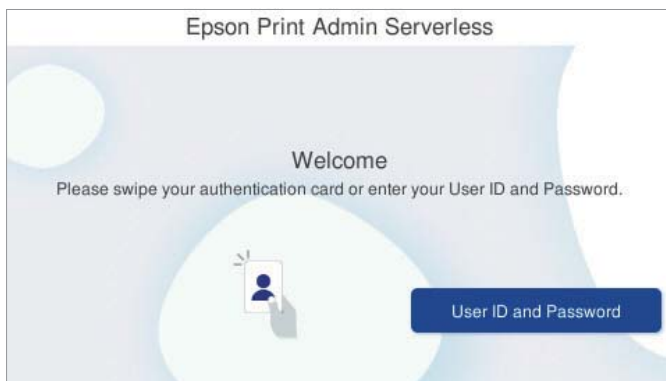 Epson Print Admin Serverless
Welcome
Please swipe your authentication card or enter your User ID and Password.
User ID and Password